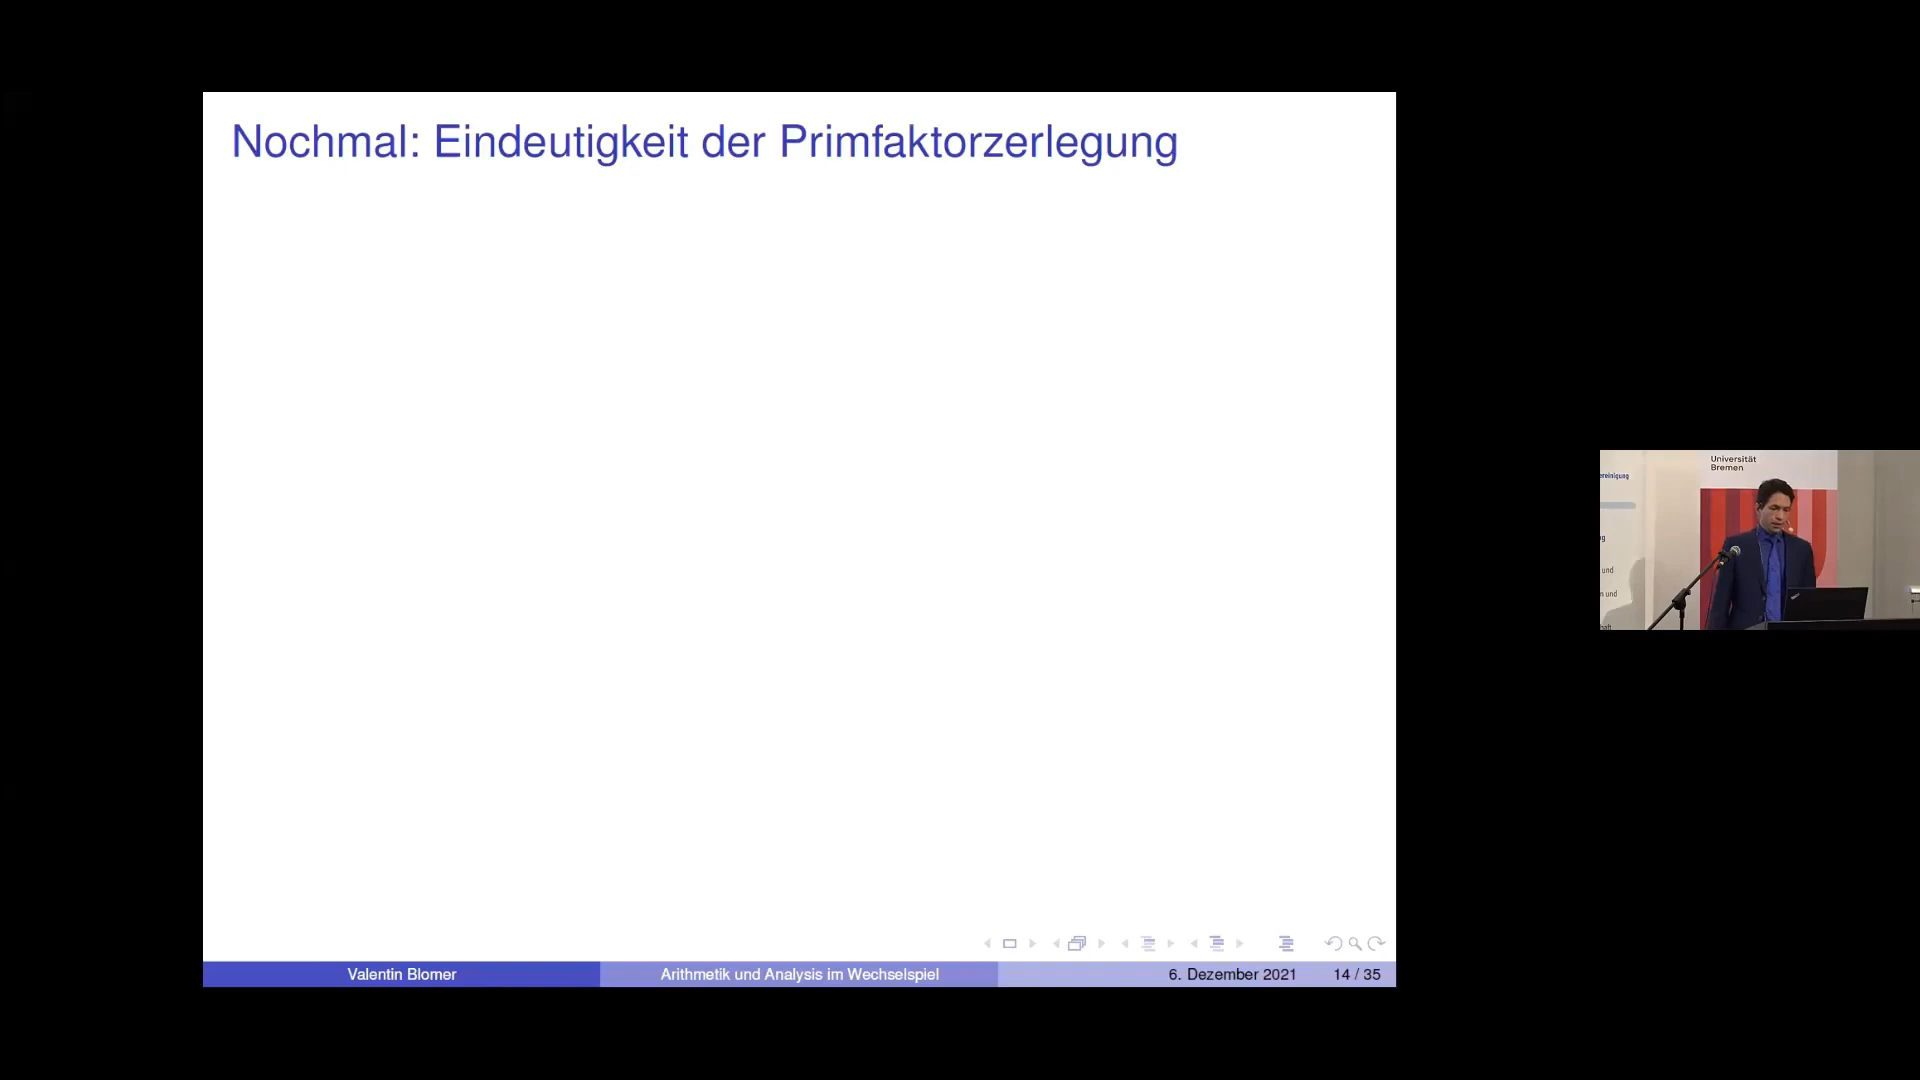 Nochmal: Eindeutigkeit der Primfaktorzerlegung
Valentin Blomer
Arithmetik und Analysis im Wechselspiel
6. Dezember 2021
14 / 35
Universität
Bremen
ereinigung
g
und
n und